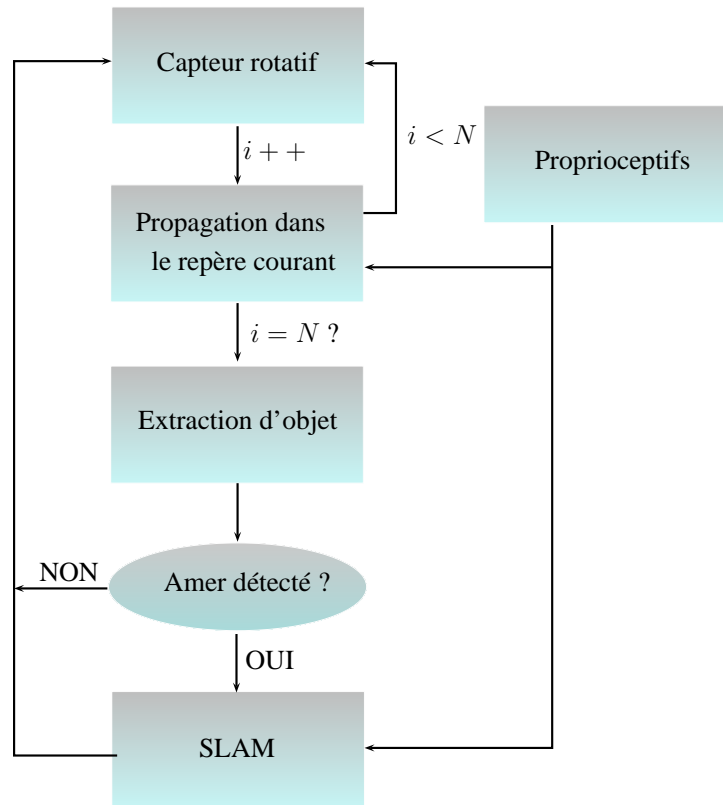 Capteur rotatif
i + +
i < N
Proprioceptifs
Propagation dans
le repère courant
i = N ?
Extraction d'objet
Amer détecté ?
NON
OUI
SLAM